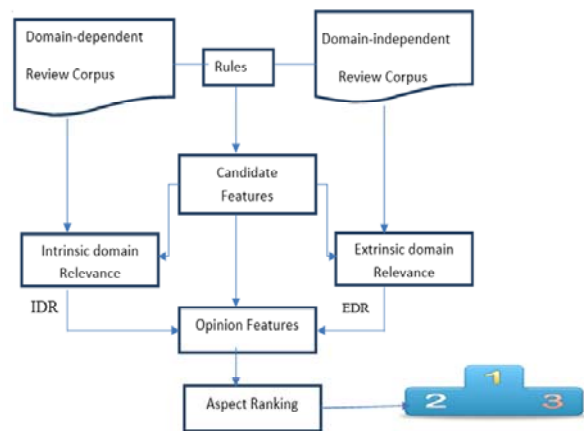 Domain-dependent
Review Corpus
Rules
Domain-independent
Review Corpus
Candidate
Features
Intrinsic domain
Relevance
Extrinsic domain
Relevance
IDR
EDR
Opinion Features
Aspect Ranking
1
2
3